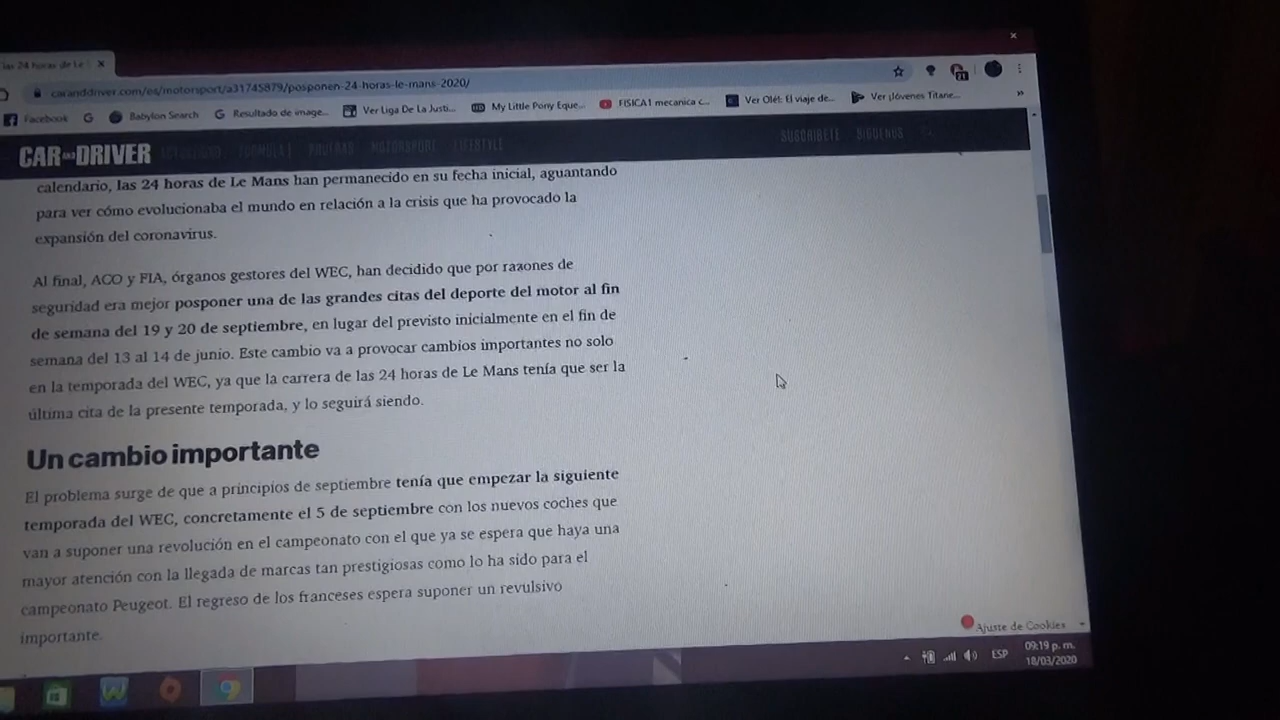 las 24 horas de Le
caranddriver.com/es/motorsport/a31745879/posponen-24-horas-le-mans-2020/
21
Facebook
Babylon Search
Resultado de image...
Ver Liga De La Justi...
My Little Pony Eque...
FISICA1 mecanica c...
Ver Olé!: El viaje de...
Ver ¡Jóvenes Titane...
»
CAR AND DRIVER
FORMULA 1 PRUEBAS MOTORSPORT LIFESTYLE
SUSCRIBETE SIGUENOS
calendario, las 24 horas de Le Mans han permanecido en su fecha inicial, aguantando
para ver cómo evolucionaba el mundo en relación a la crisis que ha provocado la
expansión del coronavirus.
Al final, ACO y FIA, órganos gestores del WEC, han decidido que por razones de
seguridad era mejor posponer una de las grandes citas del deporte del motor al fin
de semana del 19 y 20 de septiembre, en lugar del previsto inicialmente en el fin de
semana del 13 al 14 de junio. Este cambio va a provocar cambios importantes no solo
en la temporada del WEC, ya que la carrera de las 24 horas de Le Mans tenía que ser la
última cita de la presente temporada, y lo seguirá siendo.
Un cambio importante
El problema surge de que a principios de septiembre tenía que empezar la siguiente
temporada del WEC, concretamente el 5 de septiembre con los nuevos coches que
van a suponer una revolución en el campeonato con el que ya se espera que haya una
mayor atención con la llegada de marcas tan prestigiosas como lo ha sido para el
campeonato Peugeot. El regreso de los franceses espera suponer un revulsivo
importante.
Ajuste de Cookies
ESP
09:19 p. m.
18/03/2020